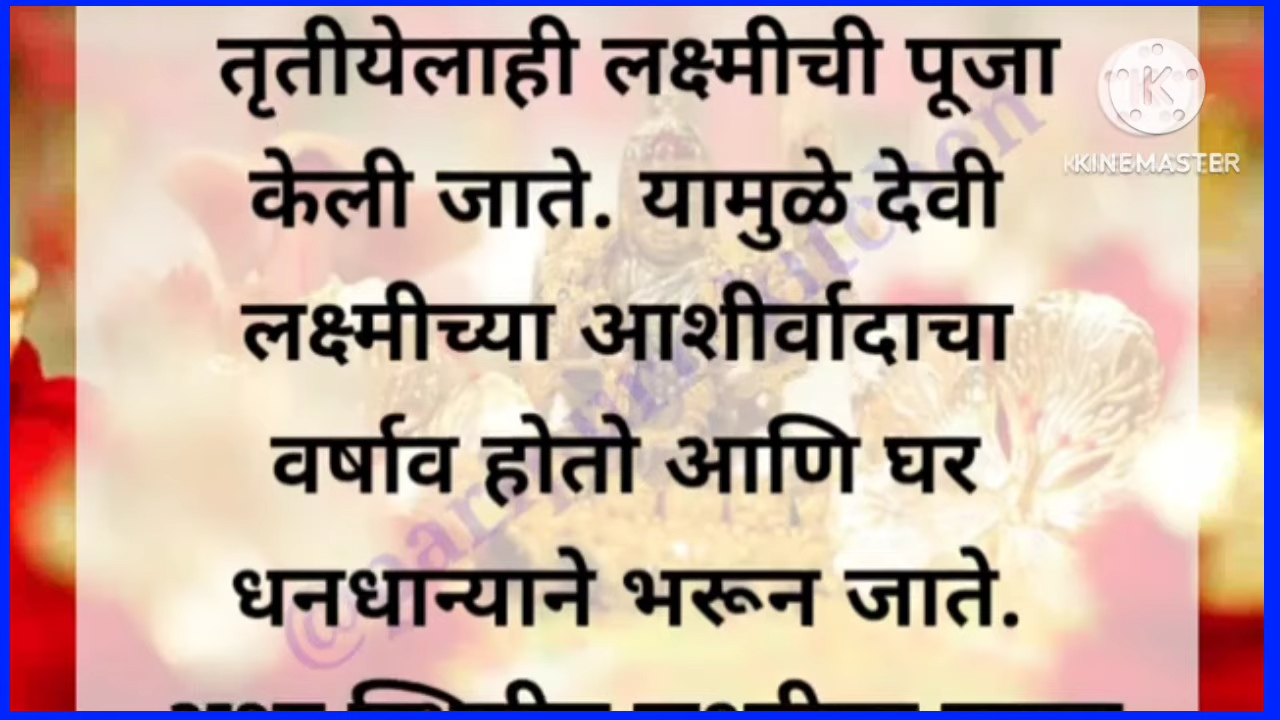 तृतीयेलाही लक्ष्मीची पूजा
केली जाते. यामुळे देवी
लक्ष्मीच्या आशीर्वादाचा
वर्षाव होतो आणि घर
धनधान्याने भरून जाते.
KINEMASTER